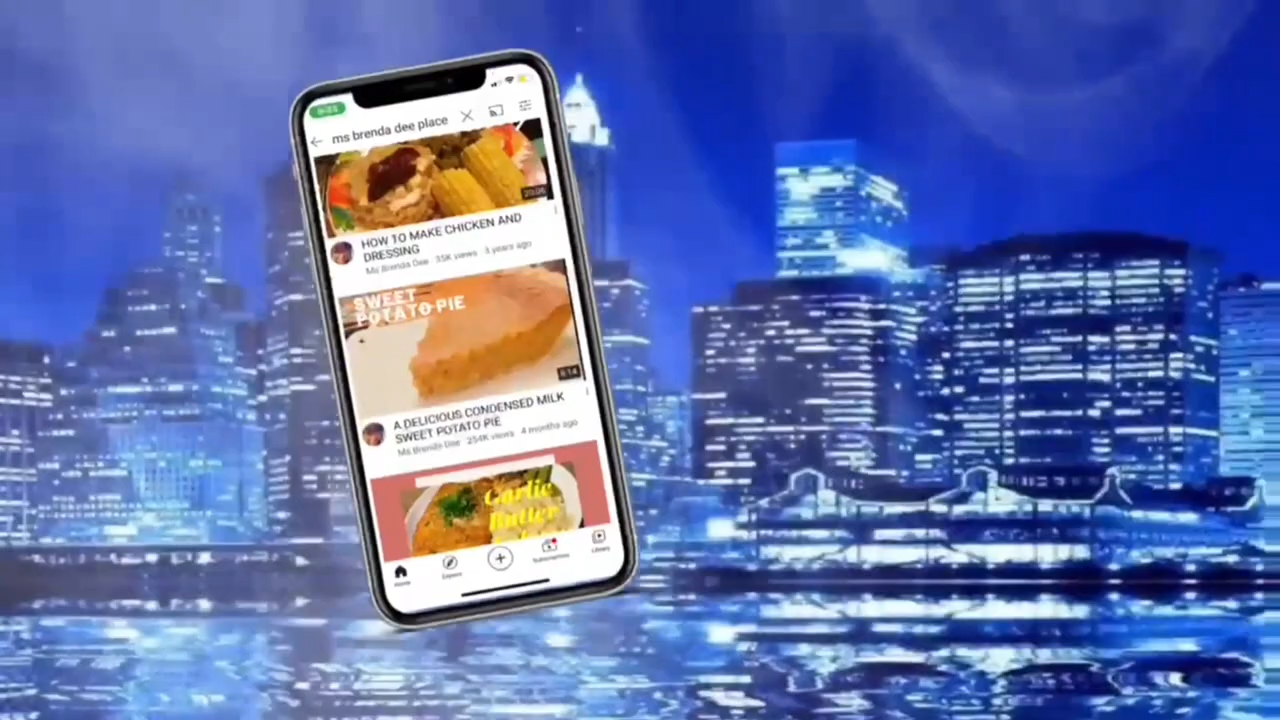 ms brenda dee place
20:06
HOW TO MAKE CHICKEN AND
DRESSING
Ms Brenda Dee · 35K views · 3 years ago
SWEET
POTATO PIE
8:14
A DELICIOUS CONDENSED MILK
SWEET POTATO PIE
Ms Brenda Dee · 254K views · 4 months ago
Garlic
Butter
Home
Explore
Subscriptions
Library